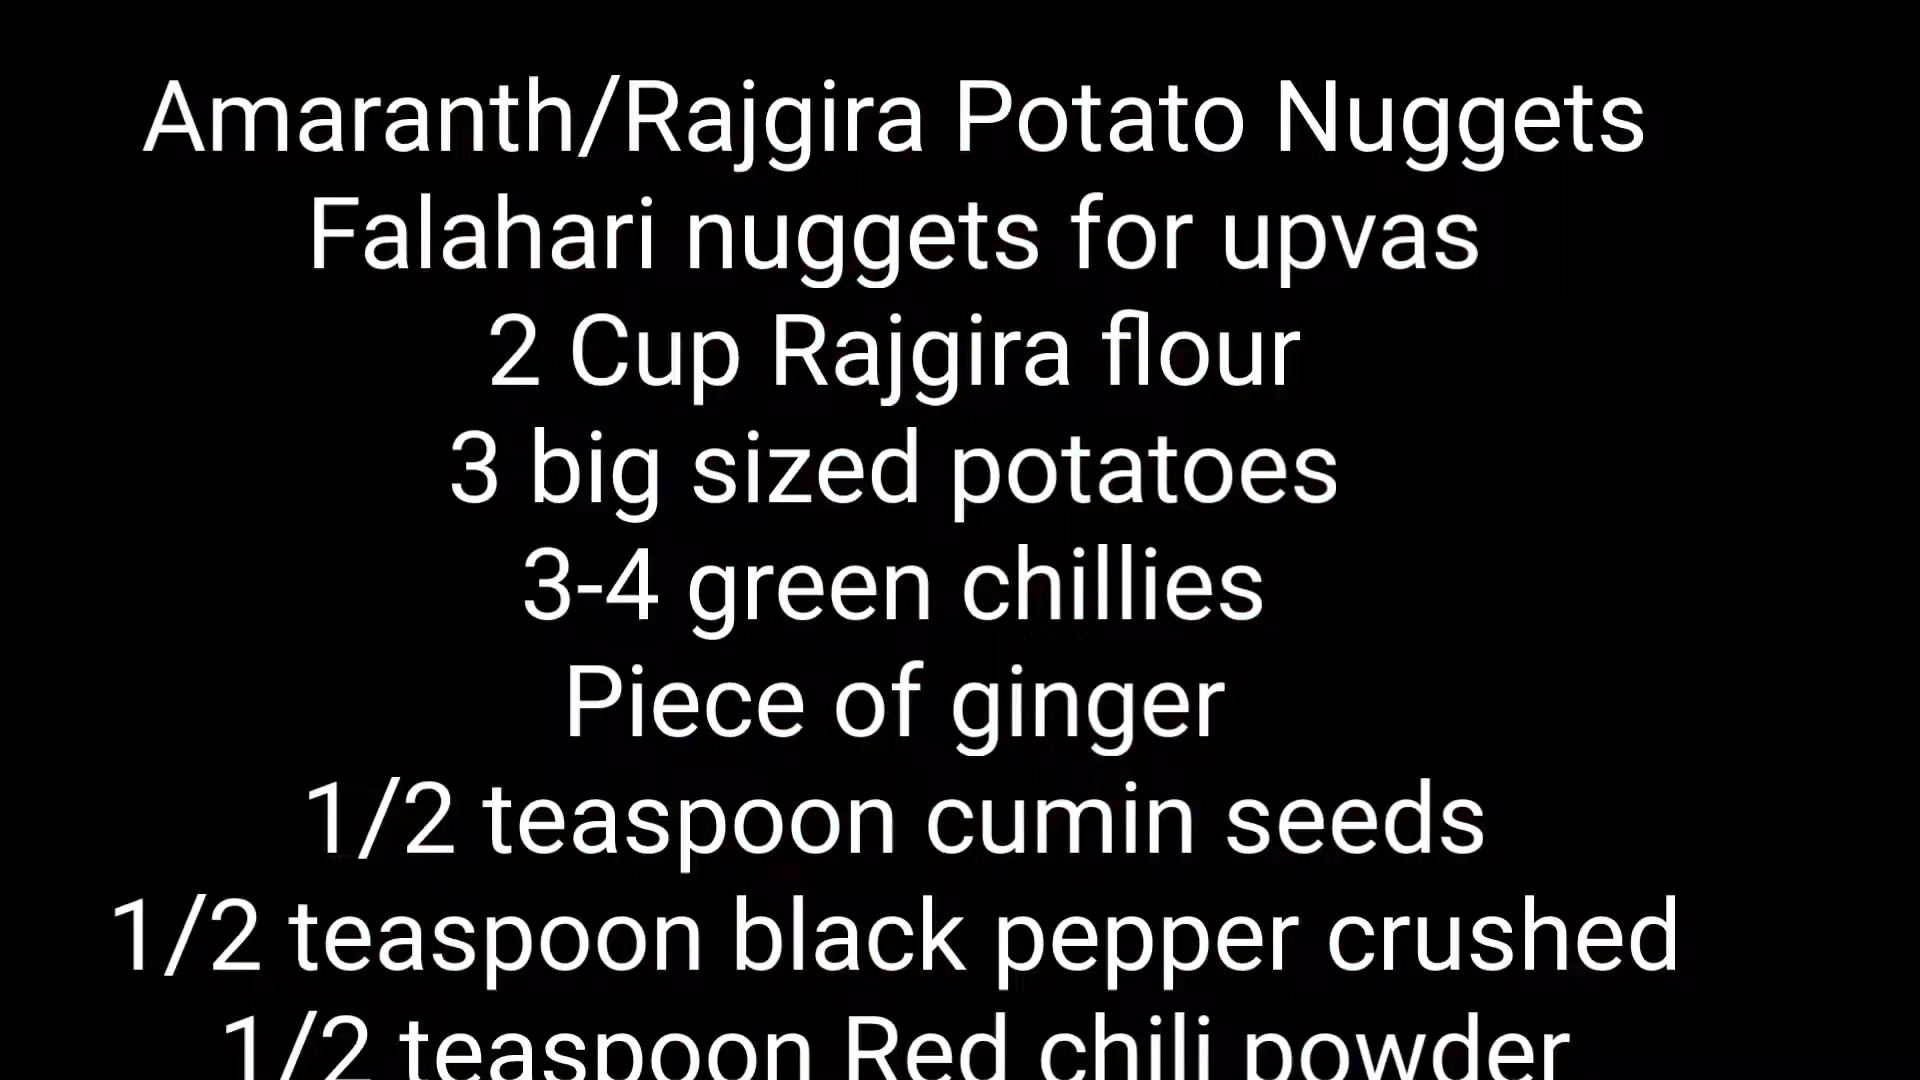 Amaranth/Rajgira Potato Nuggets
Falahari nuggets for upvas
2 Cup Rajgira flour
3 big sized potatoes
3-4 green chillies
Piece of ginger
1/2 teaspoon cumin seeds
1/2 teaspoon black pepper crushed
1/2 teaspoon Red chili powder